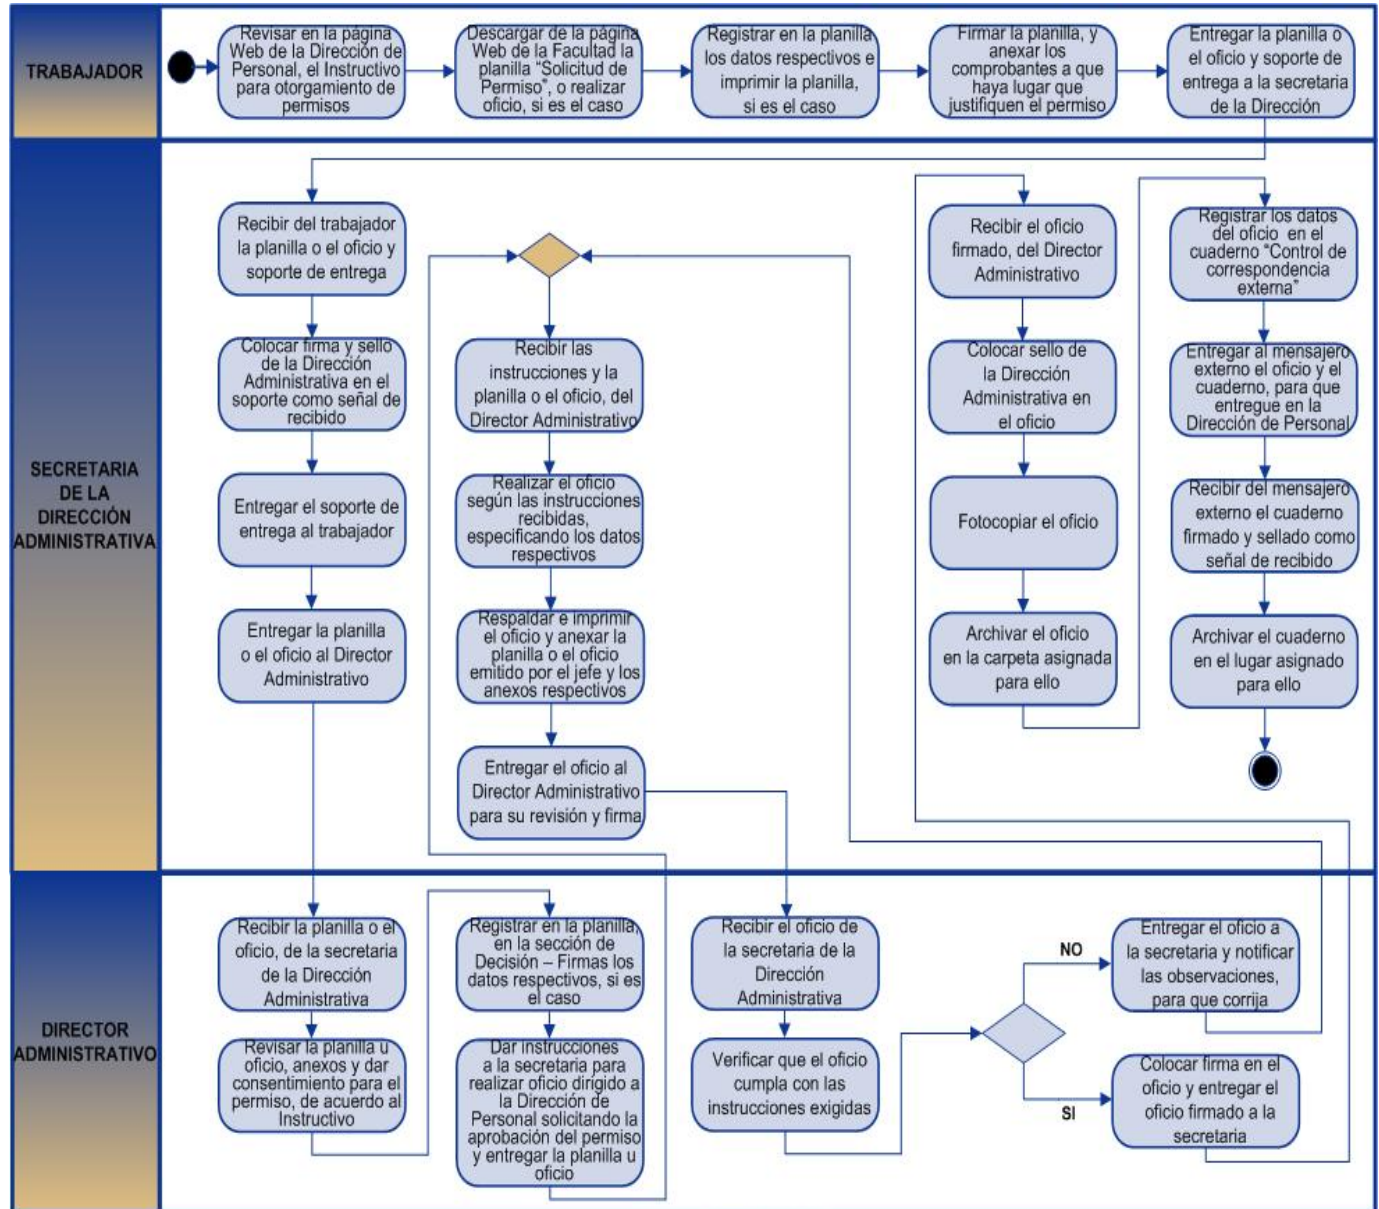 TRABAJADOR
Revisar en la página
Web de la Dirección de
Personal, el Instructivo
para otorgamiento de
permisos
Descargar de la página
Web de la Facultad la
planilla “Solicitud de
Permiso”, o realizar
oficio, si es el caso
Registrar en la planilla
los datos respectivos e
imprimir la planilla,
si es el caso
Firmar la planilla, y
anexar los
comprobantes a que
haya lugar que
justifiquen el permiso
Entregar la planilla o
el oficio y soporte de
entrega a la secretaria
de la Dirección
SECRETARIA
DE LA
DIRECCIÓN
ADMINISTRATIVA
Recibir del trabajador
la planilla o el oficio y
soporte de entrega
Colocar firma y sello
de la Dirección
Administrativa en el
soporte como señal de
recibido
Entregar el soporte de
entrega al trabajador
Entregar la planilla
o el oficio al Director
Administrativo
Recibir las
instrucciones y la
planilla o el oficio, del
Director Administrativo
Realizar el oficio
según las instrucciones
recibidas,
especificando los datos
respectivos
Respaldar e imprimir
el oficio y anexar la
planilla o el oficio
emitido por el jefe y los
anexos respectivos
Entregar el oficio al
Director Administrativo
para su revisión y firma
Recibir el oficio
firmado, del Director
Administrativo
Colocar sello de
la Dirección
Administrativa en
el oficio
Fotocopiar el oficio
Archivar el oficio
en la carpeta asignada
para ello
Registrar los datos
del oficio en el
cuaderno “Control de
correspondencia
externa”
Entregar al mensajero
externo el oficio y el
cuaderno, para que
entregue en la
Dirección de Personal
Recibir del mensajero
externo el cuaderno
firmado y sellado como
señal de recibido
Archivar el cuaderno
en el lugar asignado
para ello
DIRECTOR
ADMINISTRATIVO
Recibir la planilla o el
oficio, de la secretaria
de la Dirección
Administrativa
Revisar la planilla u
oficio, anexos y dar
consentimiento para el
permiso, de acuerdo al
Instructivo
Registrar en la planilla,
en la sección de
Decisión – Firmas los
datos respectivos, si es
el caso
Dar instrucciones
a la secretaria para
realizar oficio dirigido a
la Dirección de
Personal solicitando la
aprobación del permiso
y entregar la planilla u
oficio
Recibir el oficio de
la secretaria de la
Dirección
Administrativa
Verificar que el oficio
cumpla con las
instrucciones exigidas
NO
Entregar el oficio a
la secretaria y notificar
las observaciones,
para que corrija
SI
Colocar firma en el
oficio y entregar el
oficio firmado a la
secretaria